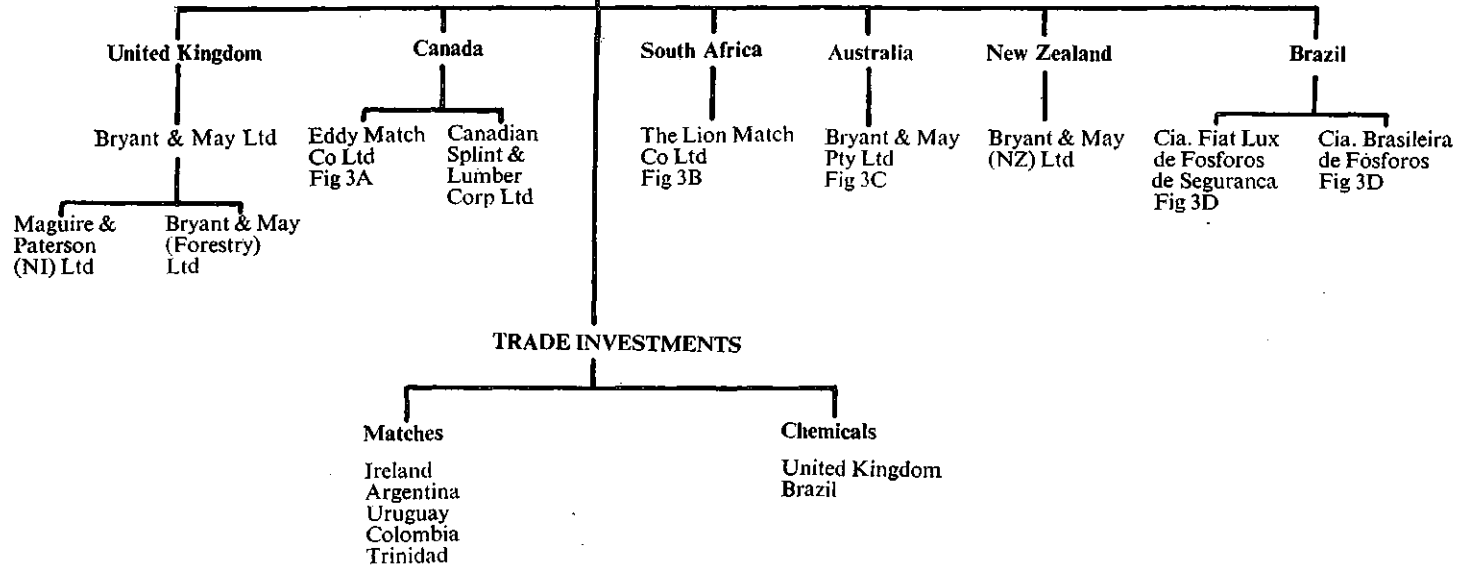 United Kingdom
Bryant & May Ltd
Maguire &
Paterson
(NI) Ltd
Bryant & May
(Forestry)
Ltd
Canada
Eddy Match
Co Ltd
Fig 3A
Canadian
Splint &
Lumber
Corp Ltd
South Africa
The Lion Match
Co Ltd
Fig 3B
Australia
Bryant & May
Pty Ltd
Fig 3C
New Zealand
Bryant & May
(NZ) Ltd
Brazil
Cia. Fiat Lux
de Fosforos
de Seguranca
Fig 3D
Cia. Brasileira
de Fósforos
Fig 3D
TRADE INVESTMENTS
Matches
Ireland
Argentina
Uruguay
Colombia
Trinidad
Chemicals
United Kingdom
Brazil